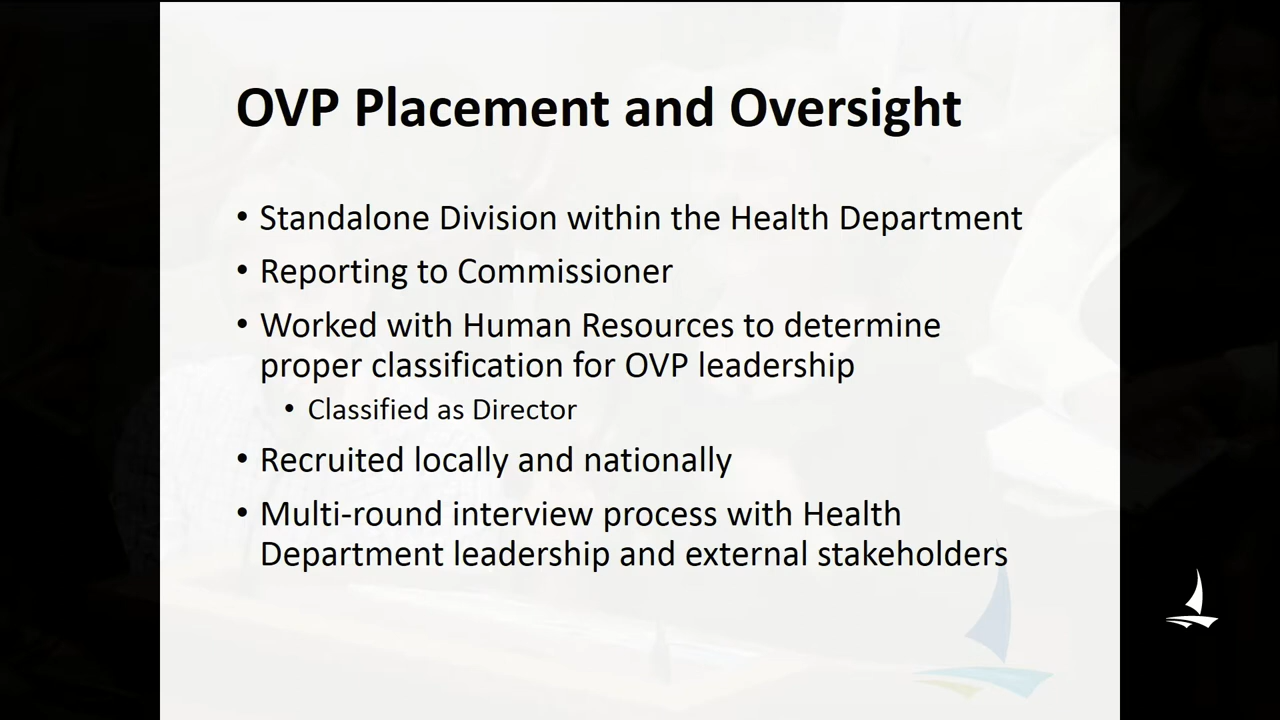 OVP Placement and Oversight
• Standalone Division within the Health Department
• Reporting to Commissioner
• Worked with Human Resources to determine
proper classification for OVP leadership
• Classified as Director
• Recruited locally and nationally
• Multi-round interview process with Health
Department leadership and external stakeholders